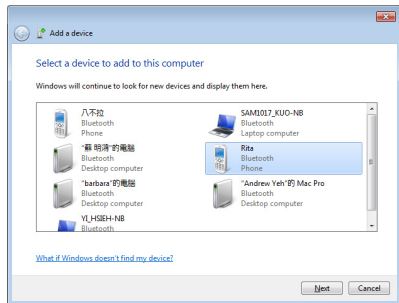 Add a device
Select a device to add to this computer
Windows will continue to look for new devices and display them here.
八不拉
Bluetooth
Phone
SAM1017_KUO-NB
Bluetooth
Laptop computer
"蘇 明清"的電腦
Bluetooth
Desktop computer
Rita
Bluetooth
Phone
"barbara"的電腦
Bluetooth
Desktop computer
"Andrew Yeh"的 Mac Pro
Bluetooth
Desktop computer
YI_HSIEH-NB
Bluetooth
What if Windows doesn't find my device?
Next
Cancel